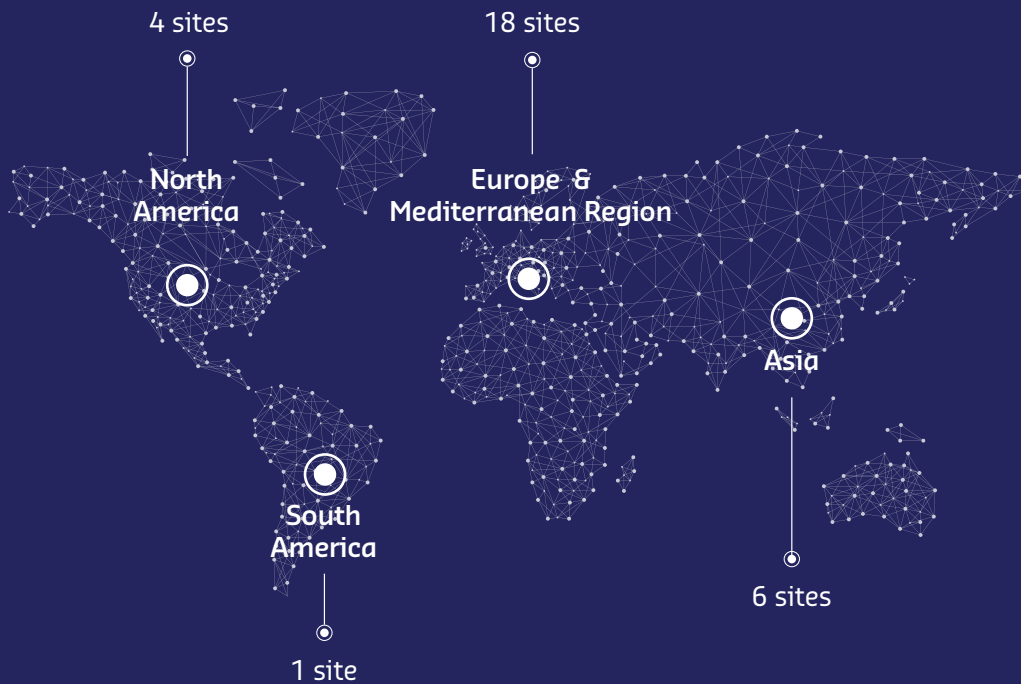 4 sites
18 sites
North
America
Europe &
Mediterranean Region
Asia
South
America
6 sites
1 site